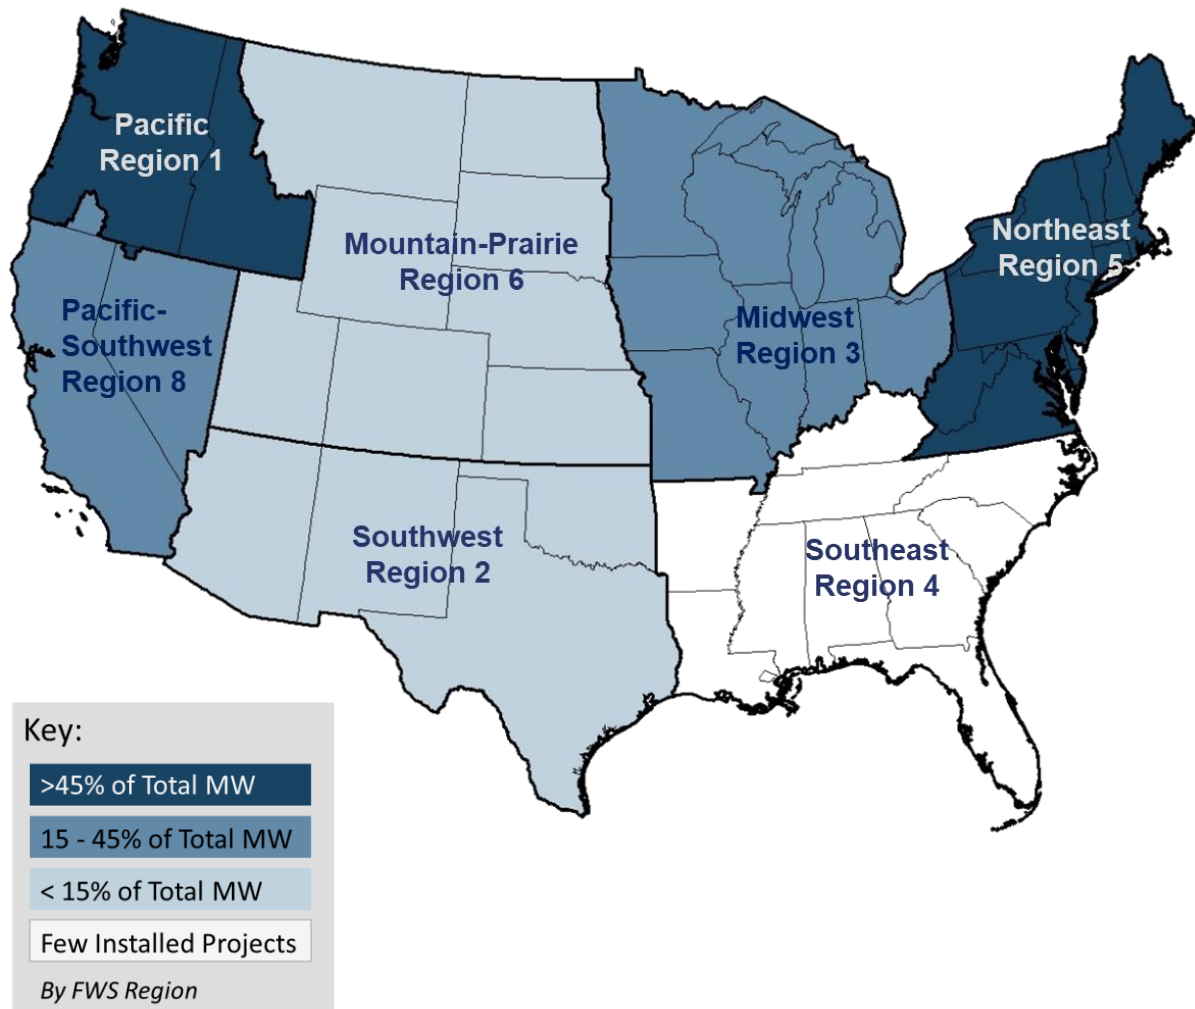 Pacific
Region 1
Northeast
Region 5
Mountan-Prairie
Region 6
Pacific-
Southwest
Region 8
Midwest
Region 3
Southwest
Region 2
Southeast
Region 4
Key:
>45% of Total MW
15 - 45% of Total MW
< 15% of Total MW
Few Installed Projects
By FWS Region